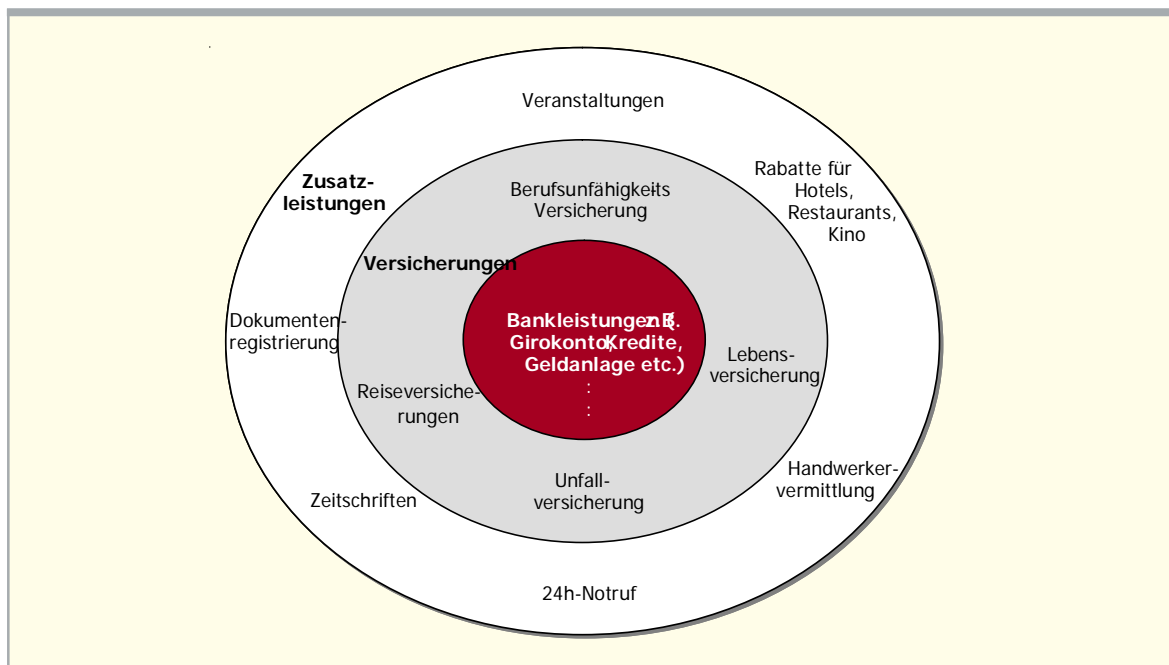 Veranstaltungen
Zusatz-
leistungen
Rabatte für
Hotels,
Restaurants,
Kino
Berufsunfähigkeits
Versicherung
Versicherungen
Dokumenten-
registrierung
Bankleistungen (z.B.
Girokonto, Kredite,
Geldanlage etc.)
Lebens-
versicherung
Reiseversiche-
rungen
Unfall-
versicherung
Handwerker-
vermittlung
Zeitschriften
24h-Notruf